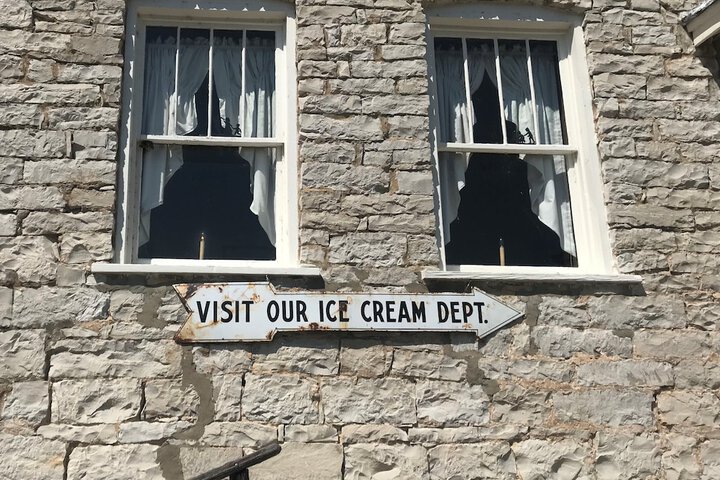 VISIT OUR ICE CREAM DEPT.